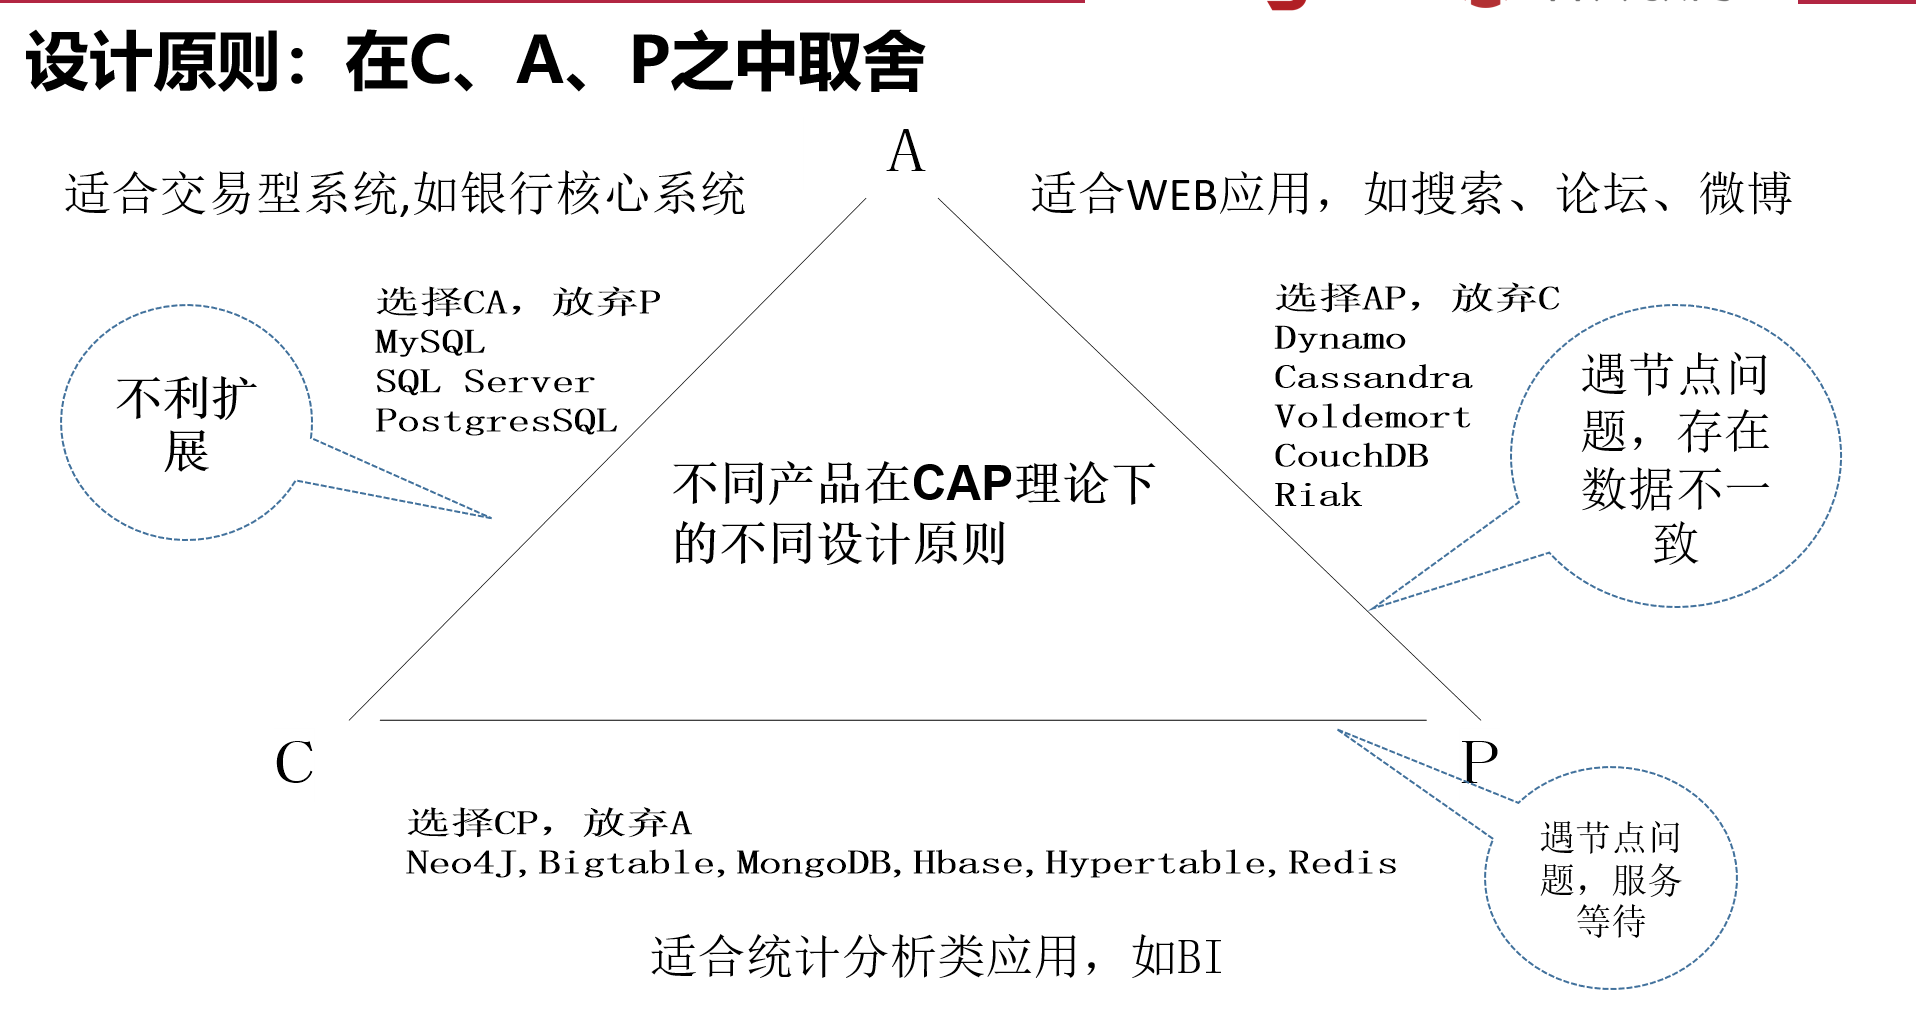 设计原则：在C、A、P之中取舍
A
适合交易型系统,如银行核心系统
适合WEB应用，如搜索、论坛、微博
选择CA，放弃P
MySQL
SQL Server
PostgresSQL
不利扩
展
选择AP，放弃C
Dynamo
Cassandra
Voldemort
CouchDB
Riak
遇节点问
题，存在
数据不一
致
不同产品在CAP理论下
的不同设计原则
C
P
选择CP，放弃A
Neo4J,Bigtable,MongoDB,Hbase,Hypertable,Redis
遇节点问
题，服务
等待
适合统计分析类应用，如BI